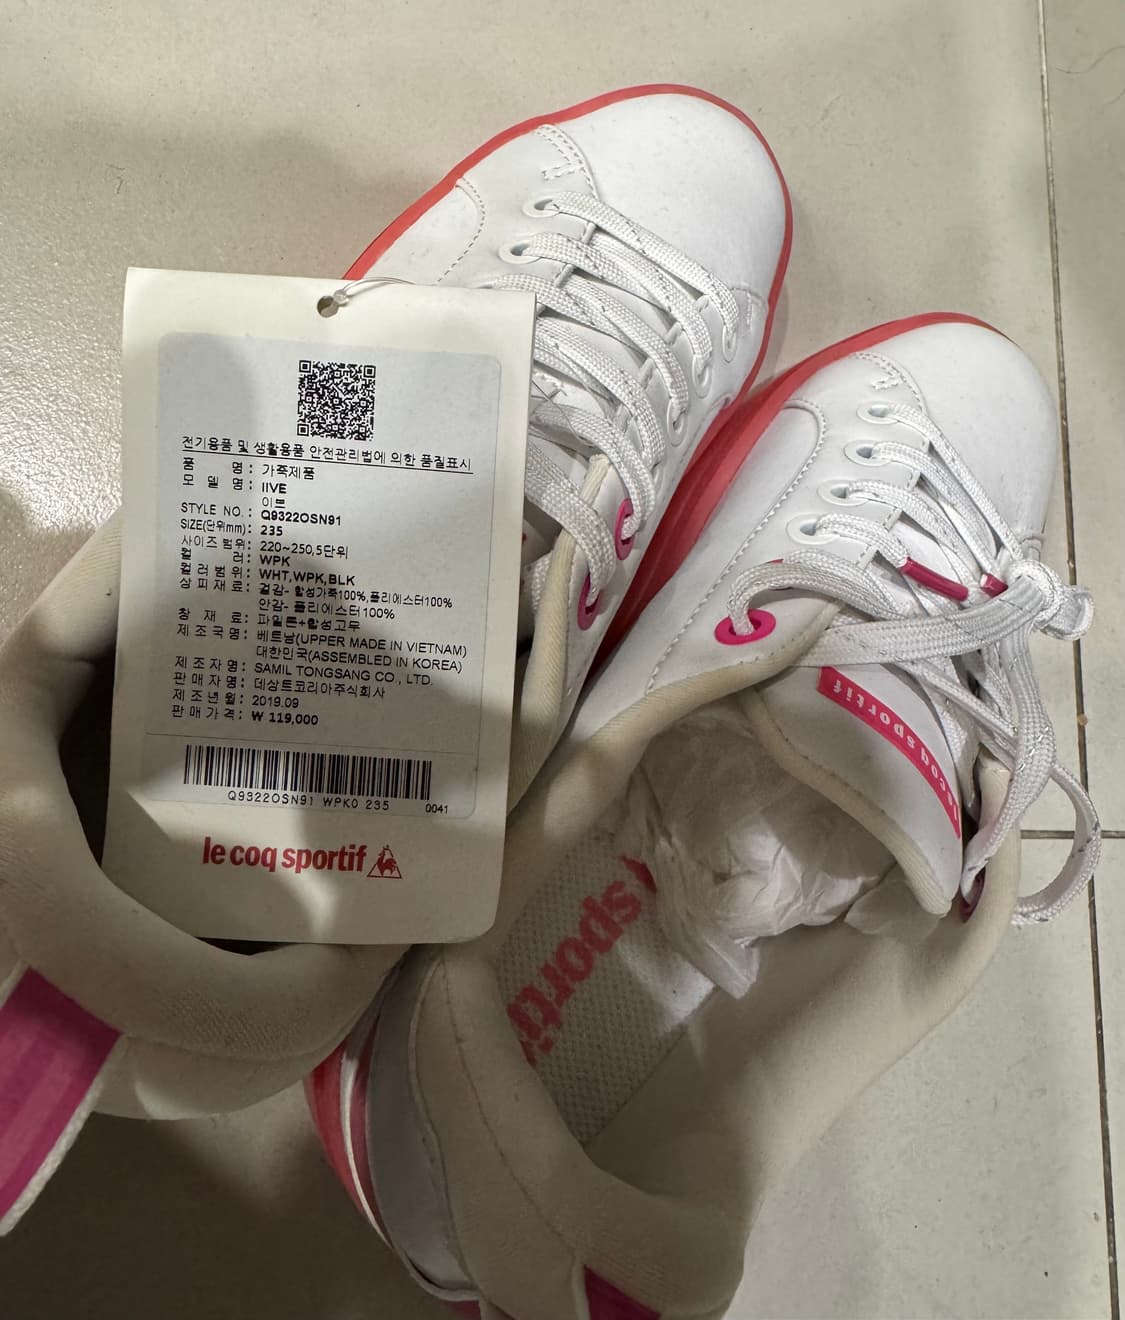 전기용품 및 생활용품 안전관리법에 의한 품질표시
품 명 : 가죽제품
모 델 명 : IIVE
이브
STYLE NO. : Q9322OSN91
SIZE(단위mm) : 235
사이즈 범위 : 220~250,5단위
컬 러 : WPK
컬 러 범 위 : WHT,WPK,BLK
상 피 재 료 : 겉감- 합성가죽100%,폴리에스터100%
안감- 폴리에스터100%
창 재 료 : 파일론+합성고무
제 조 국 명 : 베트남(UPPER MADE IN VIETNAM)
대한민국(ASSEMBLED IN KOREA)
제 조 자 명 : SAMIL TONGSANG CO., LTD.
판 매 자 명 : 데상트코리아주식회사
제 조 년 월 : 2019.09
판 매 가 격 : ₩ 119,000
Q9322OSN91 WPK0 235 0041
le coq sportif
le coq sportif
sportif